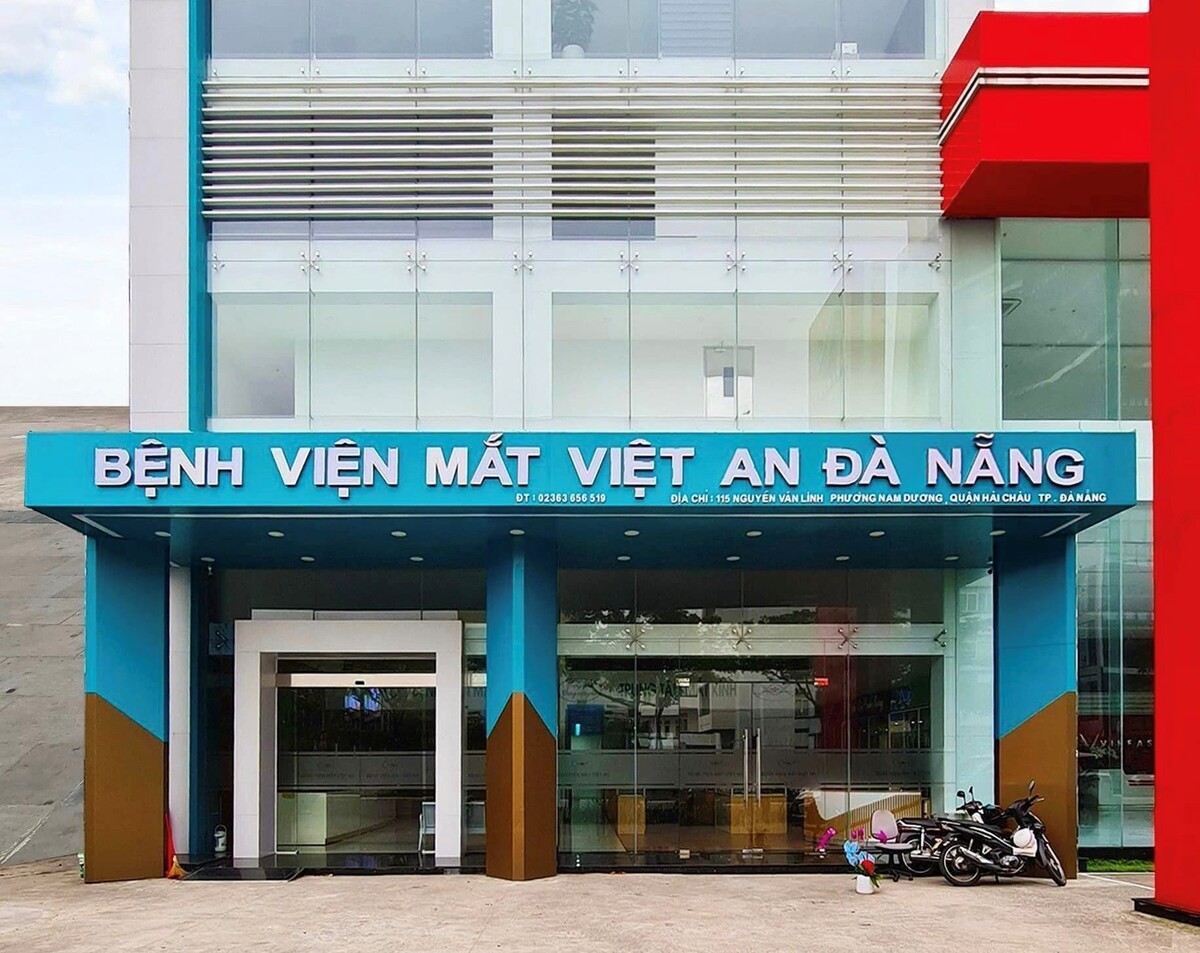 BỆNH VIỆN MẮT VIỆT AN ĐÀ NẴNG
ĐT : 02363 656 519
ĐỊA CHỈ : 115 NGUYỄN VĂN LINH PHƯỜNG NAM DƯƠNG , QUẬN HẢI CHÂU TP . ĐÀ NẴNG